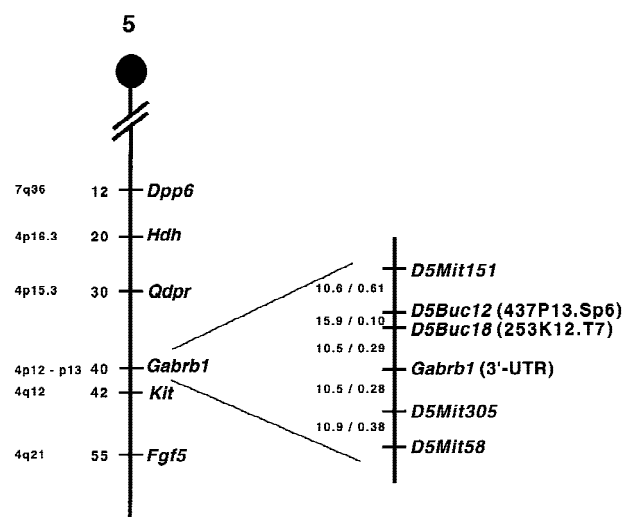 5
7q36 12 Dpp6
4p16.3 20 Hdh
4p15.3 30 Qdpr
4p12 - p13 40 Gabrb1
4q12 42 Kit
4q21 55 Fgf5
D5Mit151
10.6 / 0.61
D5Buc12 (437P13.Sp6)
15.9 / 0.10
D5Buc18 (253K12.T7)
10.5 / 0.29
Gabrb1 (3'-UTR)
10.5 / 0.28
D5Mit305
10.9 / 0.38
D5Mit58